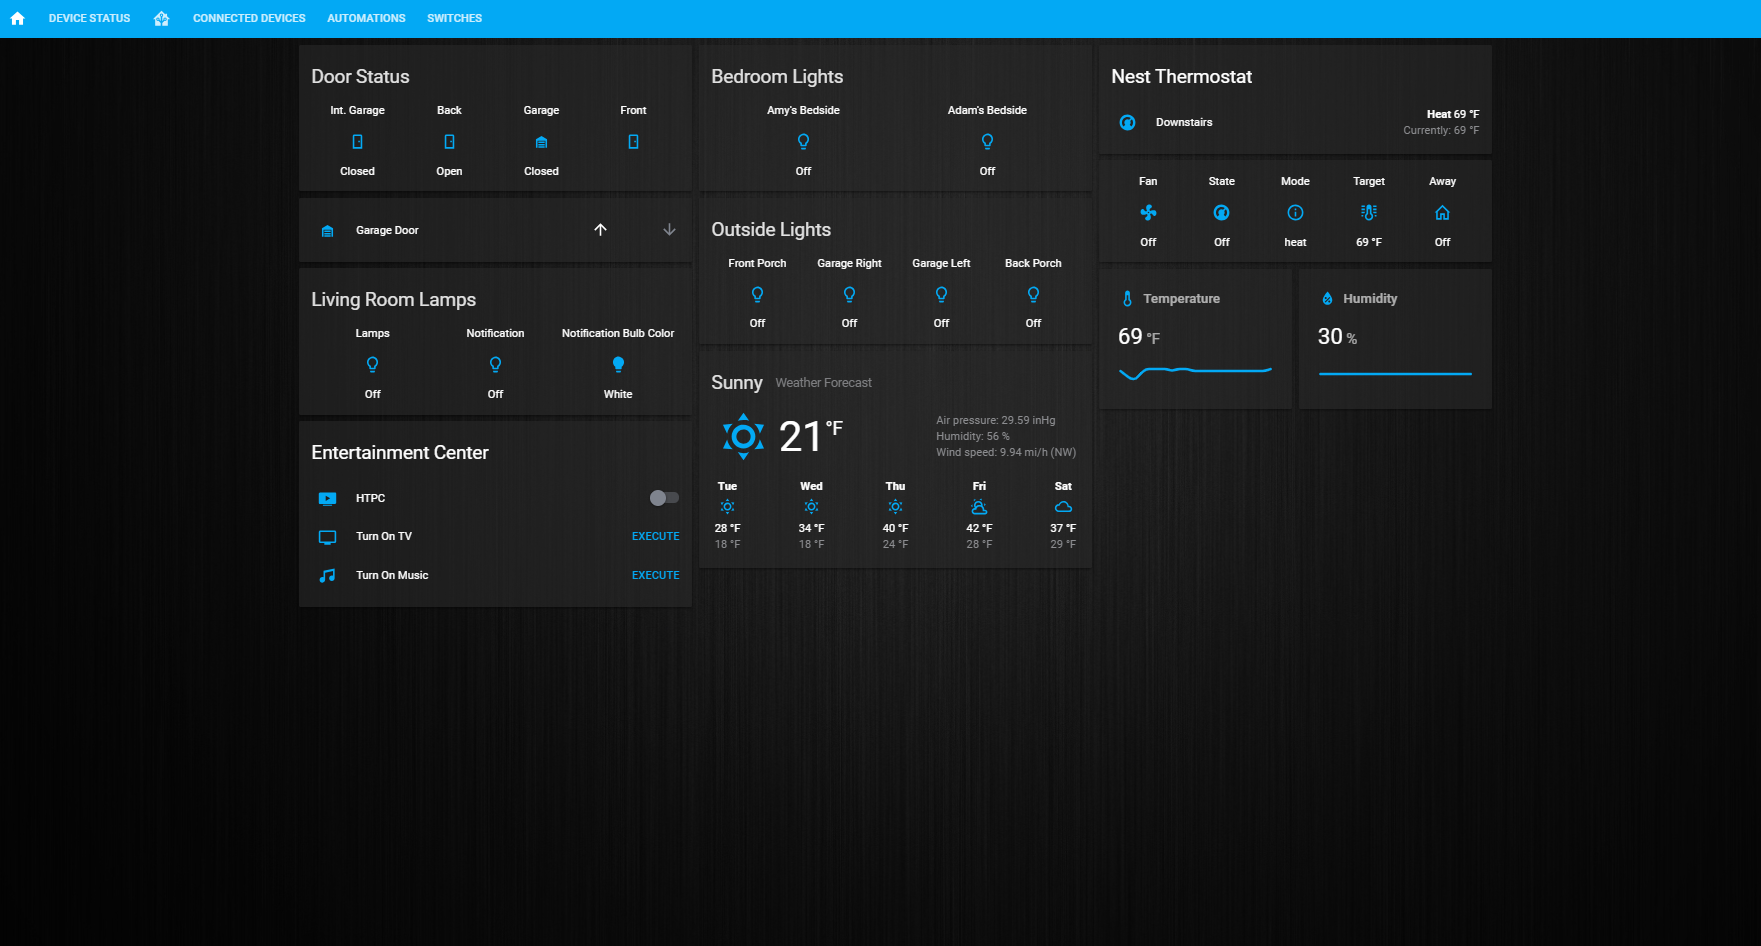 DEVICE STATUS CONNECTED DEVICES AUTOMATIONS SWITCHES
Door Status
Int. Garage Back Garage Front
Closed Open Closed
Garage Door
Living Room Lamps
Lamps Notification Notification Bulb Color
Off Off White
Entertainment Center
HTPC
Turn On TV EXECUTE
Turn On Music EXECUTE
Bedroom Lights
Amy's Bedside Adam's Bedside
Off Off
Outside Lights
Front Porch Garage Right Garage Left Back Porch
Off Off Off Off
Sunny Weather Forecast
21 °F
Air pressure: 29.59 inHg
Humidity: 56 %
Wind speed: 9.94 mi/h (NW)
Tue Wed Thu Fri Sat
28 °F 34 °F 40 °F 42 °F 37 °F
18 °F 18 °F 24 °F 28 °F 29 °F
Nest Thermostat
Downstairs
Heat 69 °F
Currently: 69 °F
Fan State Mode Target Away
Off Off heat 69 °F Off
Temperature
69 °F
Humidity
30 %